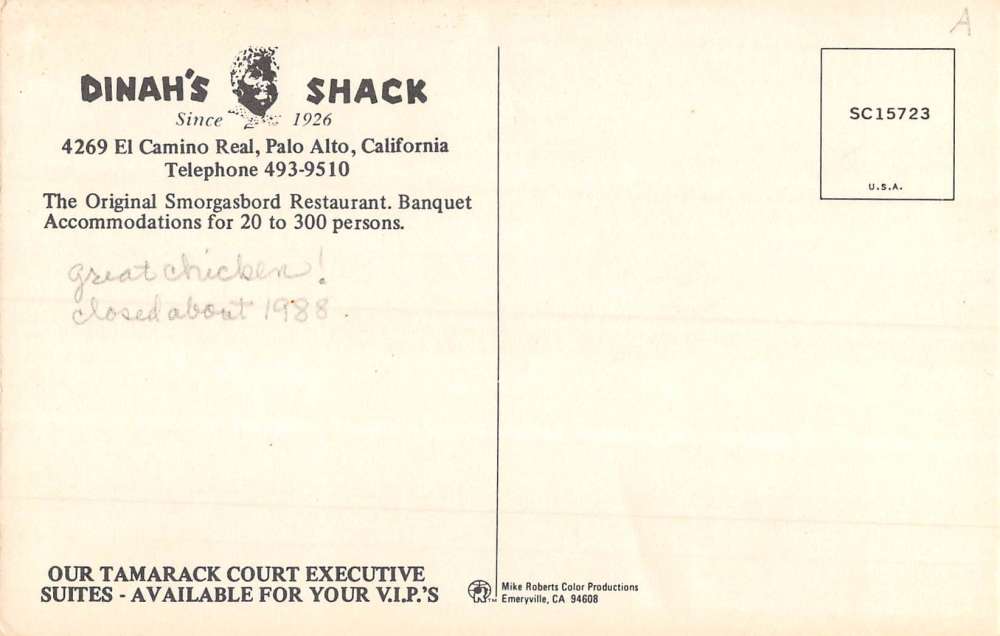 DINAH'S SHACK
Since 1926
4269 El Camino Real, Palo Alto, California
Telephone 493-9510
The Original Smorgasbord Restaurant. Banquet
Accommodations for 20 to 300 persons.
great chicken!
closed about 1988.
OUR TAMARACK COURT EXECUTIVE
SUITES - AVAILABLE FOR YOUR V.I.P.'S
Mike Roberts Color Productions
Emeryville, CA 94608
A
SC15723
U.S.A.